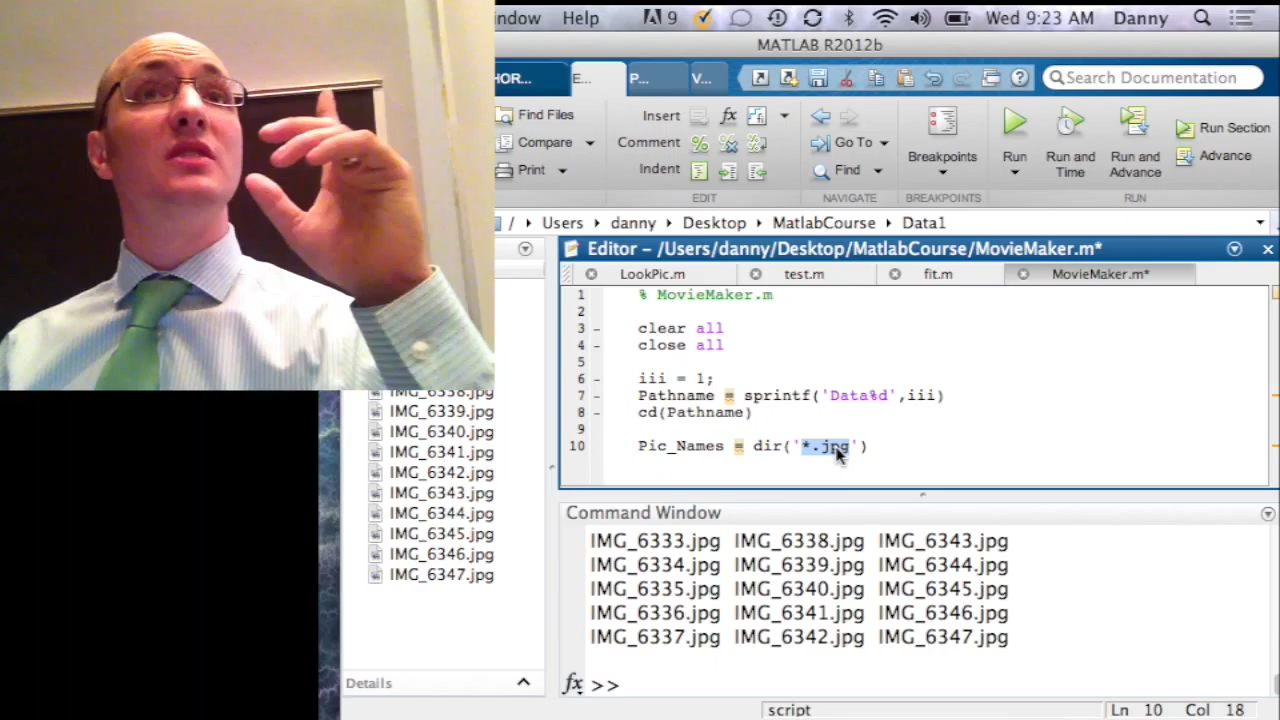 indow Help 9 Wed 9:23 AM Danny
MATLAB R2012b
HOR... E... P... V... Search Documentation
Find Files Insert fx
Compare Comment Go To Breakpoints Run Run and Time Run and Advance Run Section
Print Indent Find Advance
EDIT NAVIGATE BREAKPOINTS RUN
/ Users danny Desktop MatlabCourse Data1
Editor – /Users/danny/Desktop/MatlabCourse/MovieMaker.m*
LookPic.m test.m fit.m MovieMaker.m*
1 % MovieMaker.m
2
3 – clear all
4 – close all
5
6 – iii = 1;
7 – Pathname = sprintf('Data%d',iii)
8 – cd(Pathname)
9
10 Pic_Names = dir('*.jpg')
IMG_6338.jpg
IMG_6339.jpg
IMG_6340.jpg
IMG_6341.jpg
IMG_6342.jpg
IMG_6343.jpg
IMG_6344.jpg
IMG_6345.jpg
IMG_6346.jpg
IMG_6347.jpg
Details
Command Window
IMG_6333.jpg IMG_6338.jpg IMG_6343.jpg
IMG_6334.jpg IMG_6339.jpg IMG_6344.jpg
IMG_6335.jpg IMG_6340.jpg IMG_6345.jpg
IMG_6336.jpg IMG_6341.jpg IMG_6346.jpg
IMG_6337.jpg IMG_6342.jpg IMG_6347.jpg
fx >>
script Ln 10 Col 18